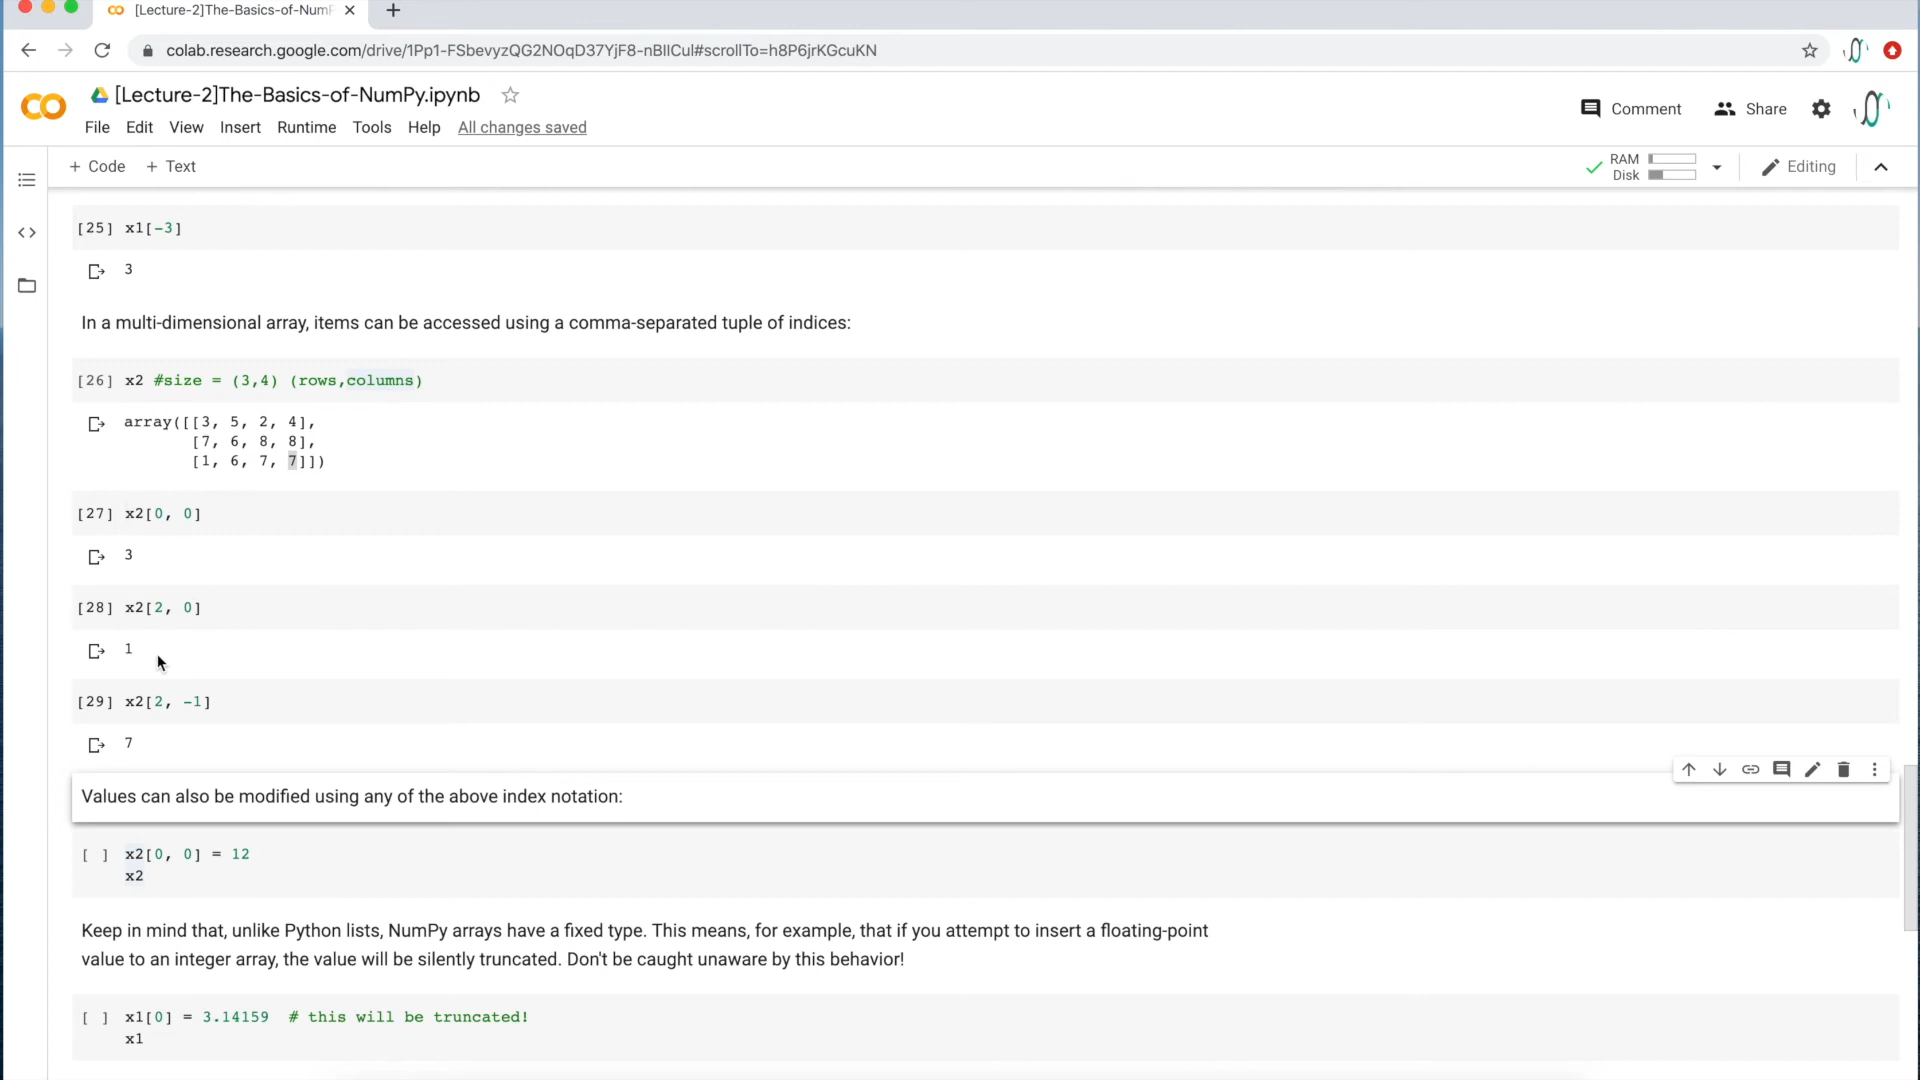 [Lecture-2]The-Basics-of-NumP
colab.research.google.com/drive/1Pp1-FSbevyzQG2NOqD37YjF8-nBIlCul#scrollTo=h8P6jrKGcuKN
[Lecture-2]The-Basics-of-NumPy.ipynb
Comment Share
File Edit View Insert Runtime Tools Help All changes saved
+ Code + Text
RAM
Disk
Editing
[25] x1[-3]
3
In a multi-dimensional array, items can be accessed using a comma-separated tuple of indices:
[26] x2 #size = (3,4) (rows,columns)
array([[3, 5, 2, 4],
[7, 6, 8, 8],
[1, 6, 7, 7]])
[27] x2[0, 0]
3
[28] x2[2, 0]
1
[29] x2[2, -1]
7
Values can also be modified using any of the above index notation:
[ ] x2[0, 0] = 12
x2
Keep in mind that, unlike Python lists, NumPy arrays have a fixed type. This means, for example, that if you attempt to insert a floating-point
value to an integer array, the value will be silently truncated. Don't be caught unaware by this behavior!
[ ] x1[0] = 3.14159 # this will be truncated!
x1